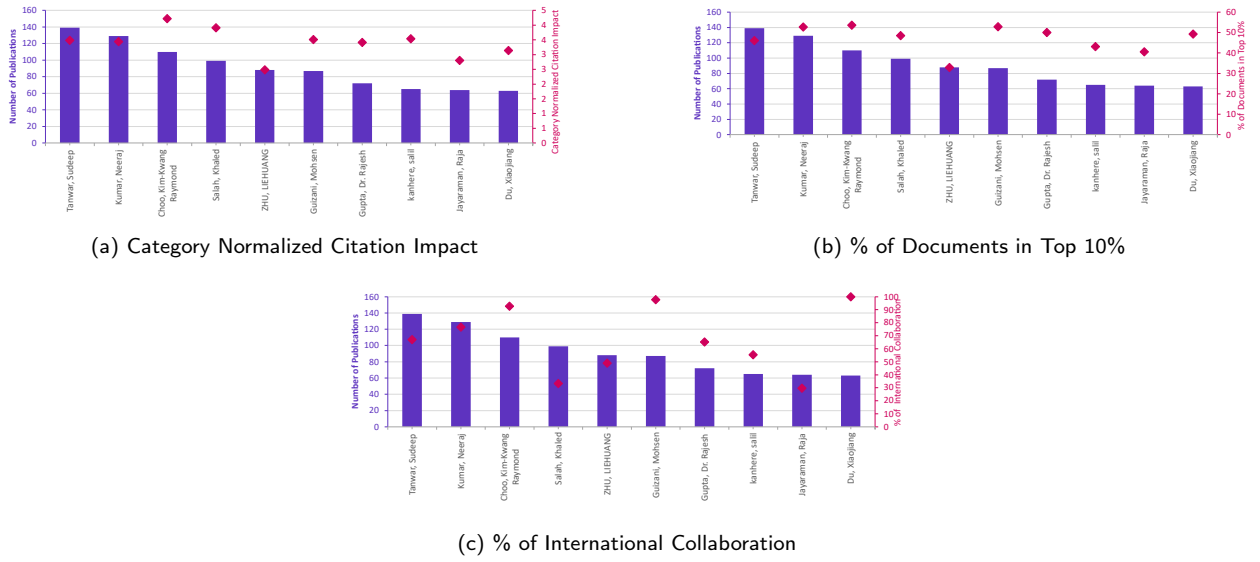 160
140
120
100
80
60
40
20
0
Number of Publications
5
4
4
3
3
2
2
1
1
0
Category Normalized Citation Impact
Tanwar, Sudeep
Kumar, Neeraj
Choo, Kim-Kwang
Raymond
Salah, Khaled
ZHU, LIEHUANG
Guizani, Mohsen
Gupta, Dr. Rajesh
kanhere, salil
Jayaraman, Raja
Du, Xiaojiang
(a) Category Normalized Citation Impact
160
140
120
100
80
60
40
20
0
Number of Publications
60
50
40
30
20
10
0
% of Documents in Top 10%
Tanwar, Sudeep
Kumar, Neeraj
Choo, Kim-Kwang
Raymond
Salah, Khaled
ZHU, LIEHUANG
Guizani, Mohsen
Gupta, Dr. Rajesh
kanhere, salil
Jayaraman, Raja
Du, Xiaojiang
(b) % of Documents in Top 10%
160
140
120
100
80
60
40
20
0
Number of Publications
100
90
80
70
60
50
40
30
20
10
0
% of International Collaboration
Tanwar, Sudeep
Kumar, Neeraj
Choo, Kim-Kwang
Raymond
Salah, Khaled
ZHU, LIEHUANG
Guizani, Mohsen
Gupta, Dr. Rajesh
kanhere, salil
Jayaraman, Raja
Du, Xiaojiang
(c) % of International Collaboration